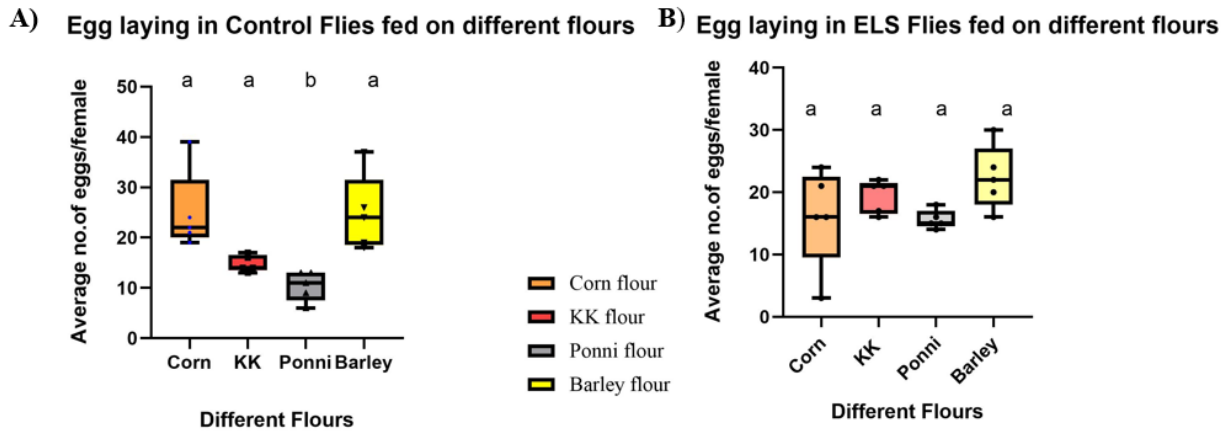 A) Egg laying in Control Flies fed on different flours
a a b a
50
40
30
20
10
0
Average no.of eggs/female
Corn KK Ponni Barley
Different Flours
Corn flour
KK flour
Ponni flour
Barley flour
B) Egg laying in ELS Flies fed on different flours
a a a a
40
30
20
10
0
Average no.of eggs/female
Corn KK Ponni Barley
Different Flours